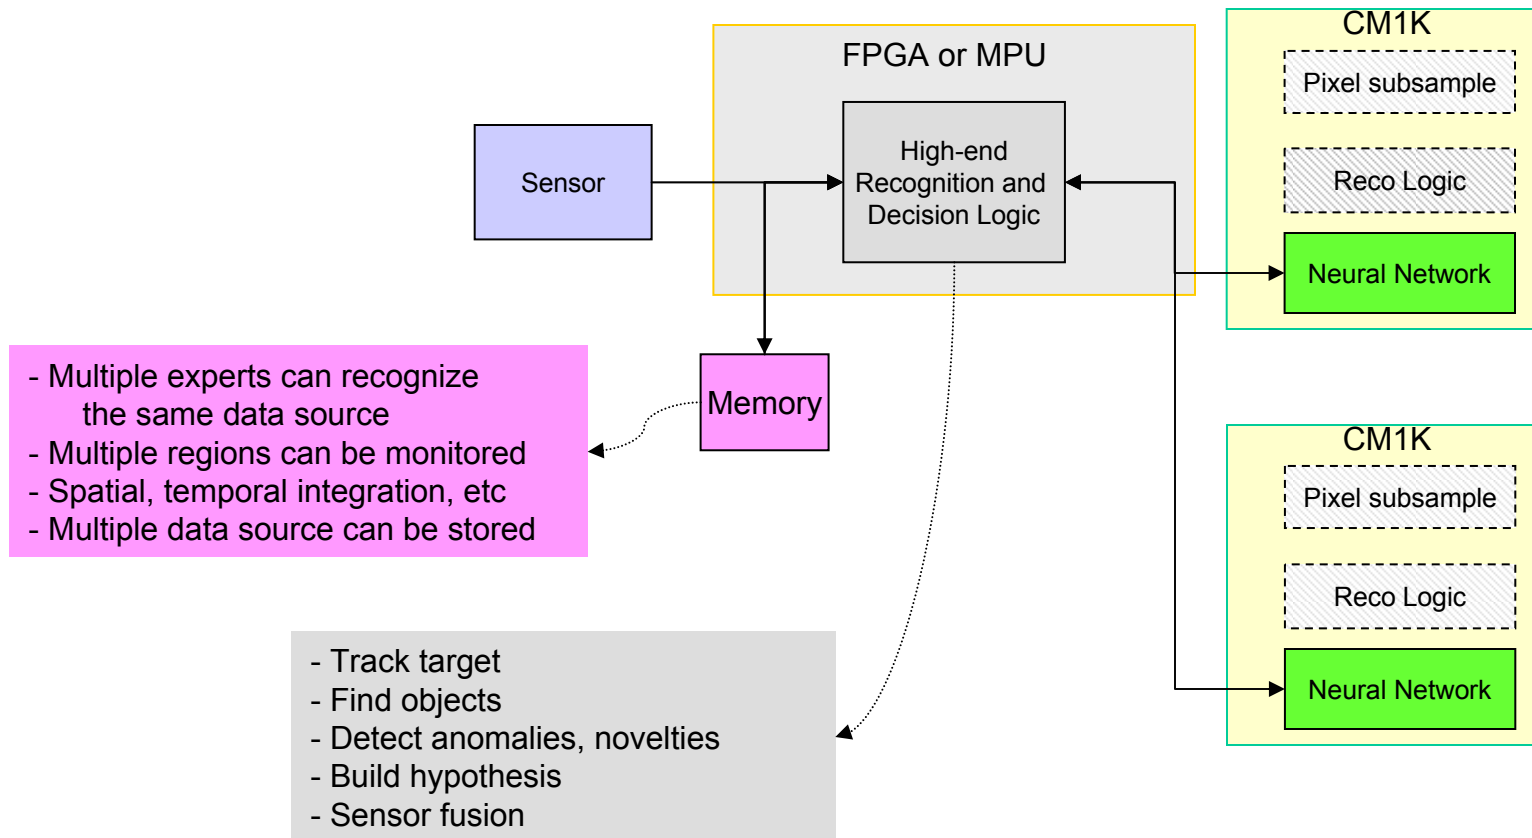 CM1K
Pixel subsample
Reco Logic
Neural Network
FPGA or MPU
High-end
Recognition and
Decision Logic
Sensor
Memory
- Multiple experts can recognize
the same data source
- Multiple regions can be monitored
- Spatial, temporal integration, etc
- Multiple data source can be stored
CM1K
Pixel subsample
Reco Logic
Neural Network
- Track target
- Find objects
- Detect anomalies, novelties
- Build hypothesis
- Sensor fusion